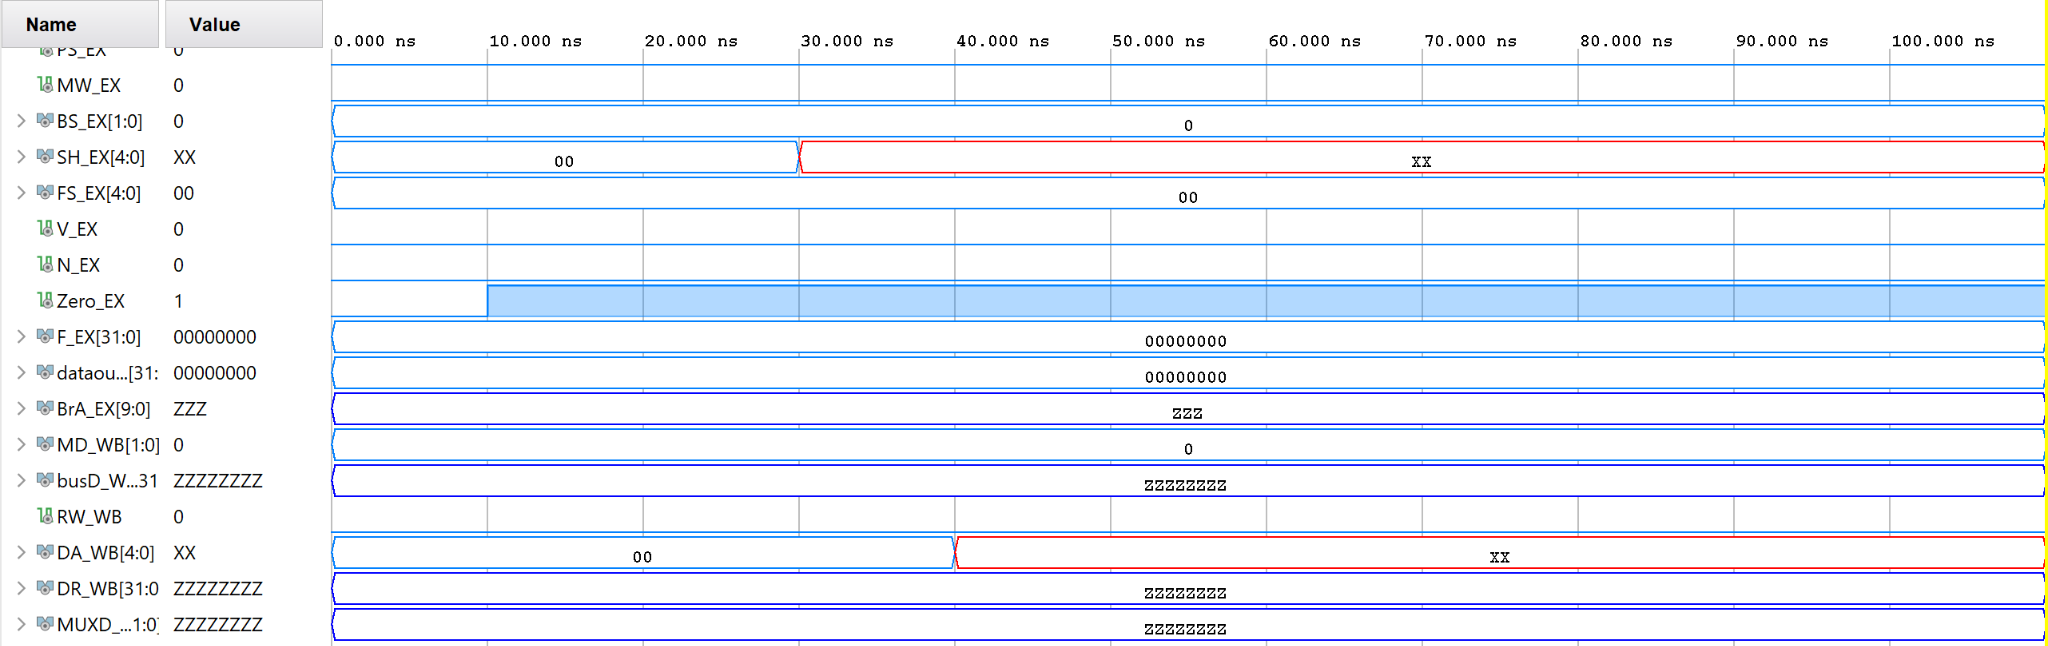 Name Value
0.000 ns 10.000 ns 20.000 ns 30.000 ns 40.000 ns 50.000 ns 60.000 ns 70.000 ns 80.000 ns 90.000 ns 100.000 ns
PS_EX 0
MW_EX 0
BS_EX[1:0] 0 0
SH_EX[4:0] XX 00 XX
FS_EX[4:0] 00 00
V_EX 0
N_EX 0
Zero_EX 1
F_EX[31:0] 00000000 00000000
dataou...[31: 00000000 00000000
BrA_EX[9:0] ZZZ ZZZ
MD_WB[1:0] 0 0
busD_W...31 ZZZZZZZZ ZZZZZZZZ
RW_WB 0
DA_WB[4:0] XX 00 XX
DR_WB[31:0 ZZZZZZZZ ZZZZZZZZ
MUXD_...1:0] ZZZZZZZZ ZZZZZZZZ